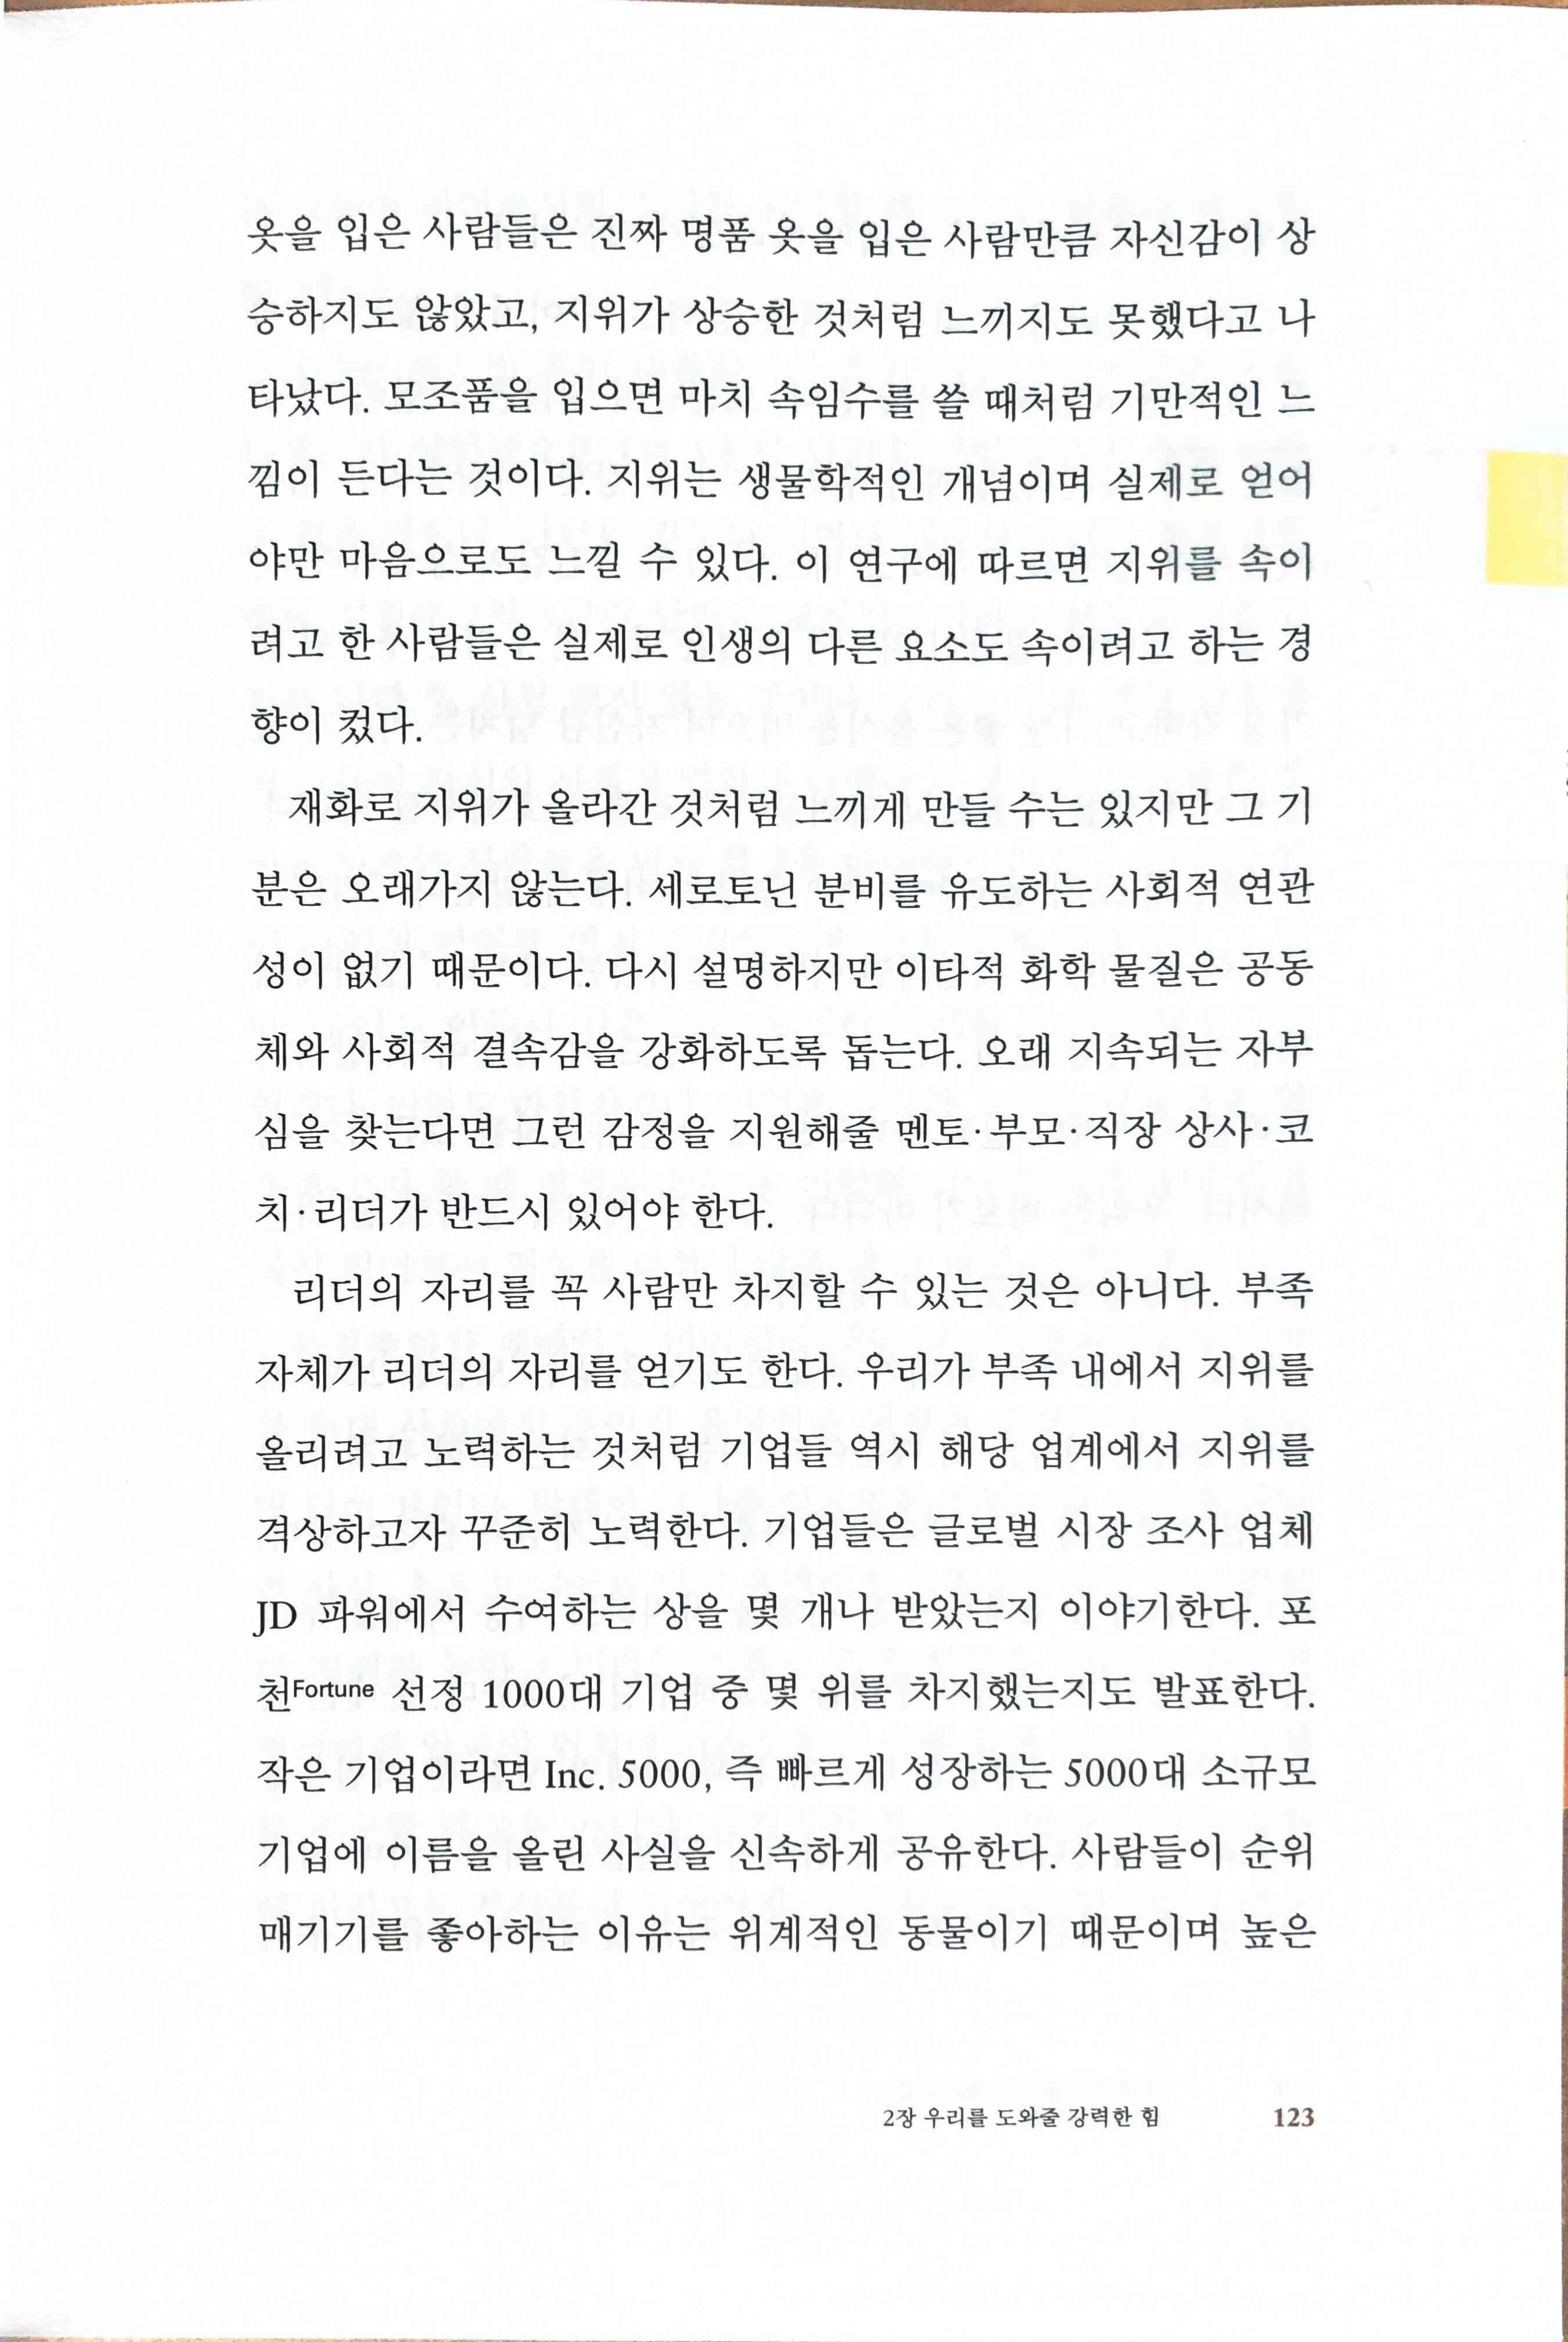 옷을 입은 사람들은 진짜 명품 옷을 입은 사람만큼 자신감이 상
승하지도 않았고, 지위가 상승한 것처럼 느끼지도 못했다고 나
타났다. 모조품을 입으면 마치 속임수를 쓸 때처럼 기만적인 느
낌이 든다는 것이다. 지위는 생물학적인 개념이며 실제로 얻어
야만 마음으로도 느낄 수 있다. 이 연구에 따르면 지위를 속이
려고 한 사람들은 실제로 인생의 다른 요소도 속이려고 하는 경
향이 컸다.
재화로 지위가 올라간 것처럼 느끼게 만들 수는 있지만 그 기
분은 오래가지 않는다. 세로토닌 분비를 유도하는 사회적 연관
성이 없기 때문이다. 다시 설명하지만 이타적 화학 물질은 공동
체와 사회적 결속감을 강화하도록 돕는다. 오래 지속되는 자부
심을 찾는다면 그런 감정을 지원해줄 멘토·부모·직장 상사·코
치·리더가 반드시 있어야 한다.
리더의 자리를 꼭 사람만 차지할 수 있는 것은 아니다. 부족
자체가 리더의 자리를 얻기도 한다. 우리가 부족 내에서 지위를
올리려고 노력하는 것처럼 기업들 역시 해당 업계에서 지위를
격상하고자 꾸준히 노력한다. 기업들은 글로벌 시장 조사 업체
JD 파워에서 수여하는 상을 몇 개나 받았는지 이야기한다. 포
천Fortune 선정 1000대 기업 중 몇 위를 차지했는지도 발표한다.
작은 기업이라면 Inc. 5000, 즉 빠르게 성장하는 5000대 소규모
기업에 이름을 올린 사실을 신속하게 공유한다. 사람들이 순위
매기기를 좋아하는 이유는 위계적인 동물이기 때문이며 높은
2장 우리를 도와줄 강력한 힘 123